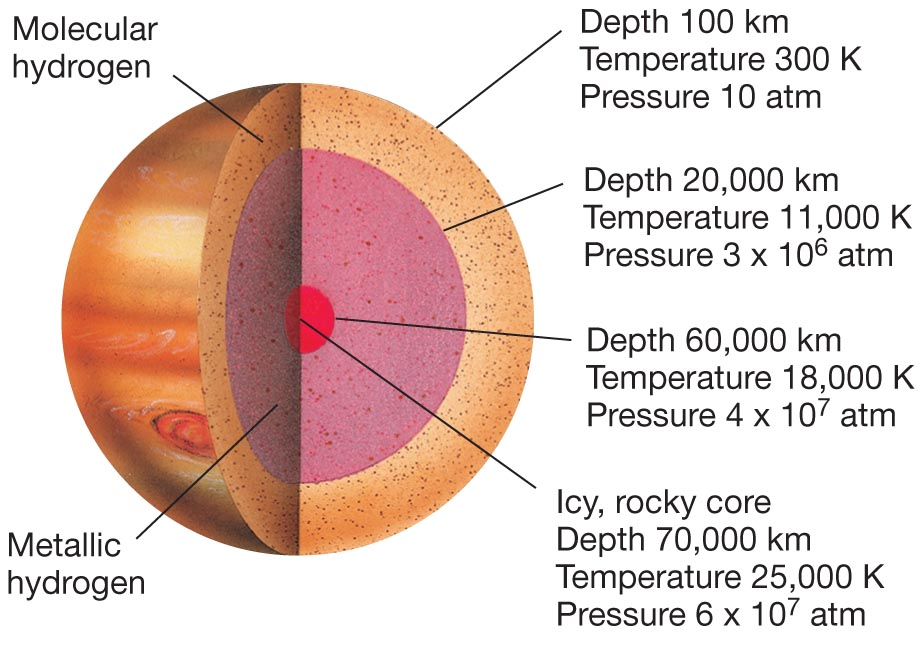 Molecular
hydrogen
Depth 100 km
Temperature 300 K
Pressure 10 atm
Depth 20,000 km
Temperature 11,000 K
Pressure 3 x 10⁶ atm
Depth 60,000 km
Temperature 18,000 K
Pressure 4 x 10⁷ atm
Icy, rocky core
Depth 70,000 km
Temperature 25,000 K
Pressure 6 x 10⁷ atm
Metallic
hydrogen